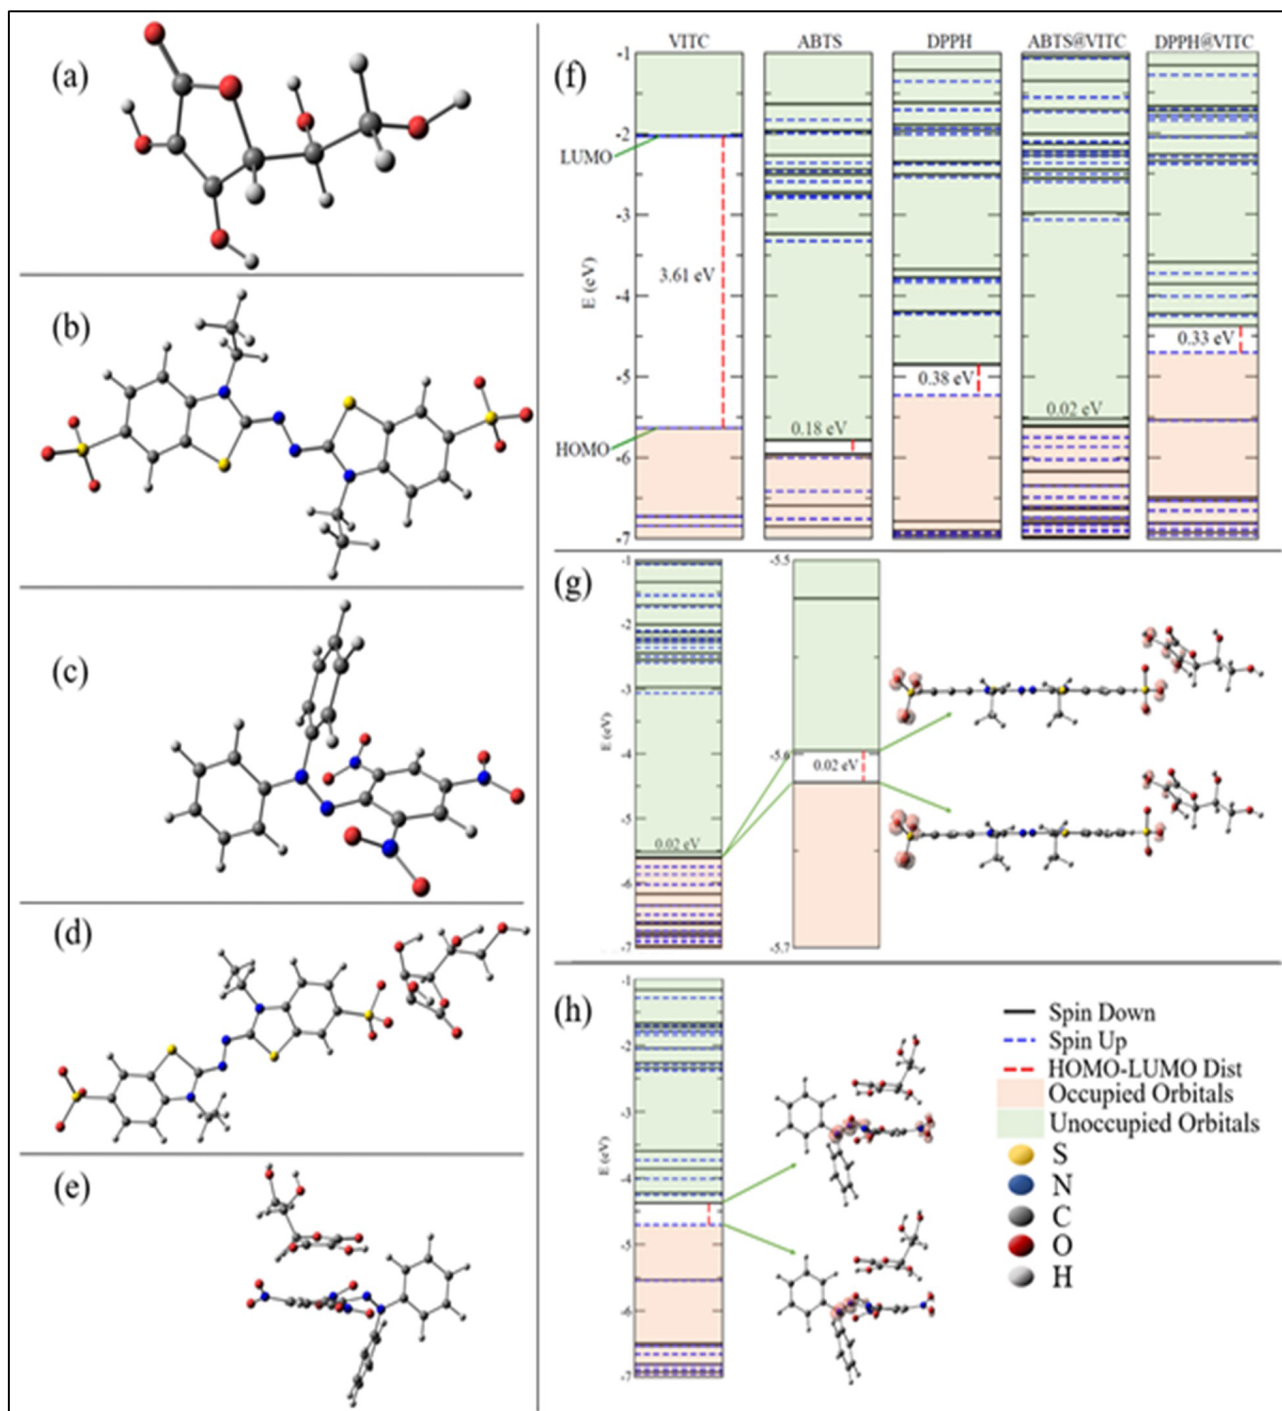 (a)
(b)
(c)
(d)
(e)
(f)
VITC ABTS DPPH ABTS@VITC DPPH@VITC
-1
-2
-3
-4
-5
-6
-7
E (eV)
LUMO
HOMO
3.61 eV
0.18 eV
0.38 eV
0.02 eV
0.33 eV
(g)
-1
-2
-3
-4
-5
-6
-7
E (eV)
0.02 eV
-5.5
-5.6
-5.7
0.02 eV
(h)
-1
-2
-3
-4
-5
-6
-7
E (eV)
Spin Down
Spin Up
HOMO-LUMO Dist
Occupied Orbitals
Unoccupied Orbitals
S
N
C
O
H